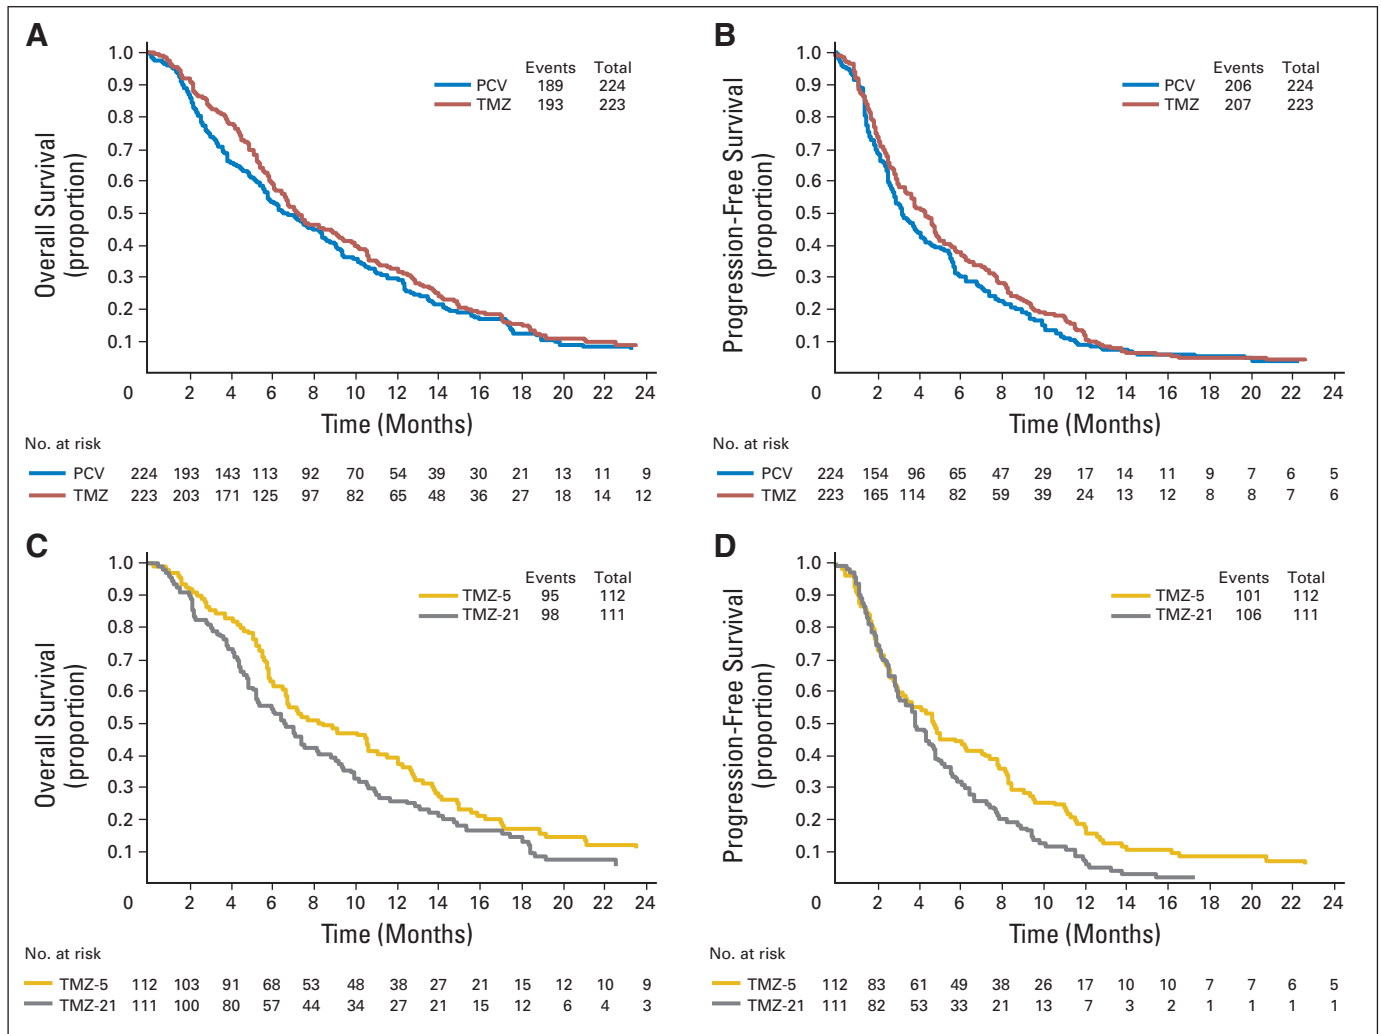 A
Overall Survival
(proportion)
1.0
0.9
0.8
0.7
0.6
0.5
0.4
0.3
0.2
0.1
Events Total
PCV 189 224
TMZ 193 223
0 2 4 6 8 10 12 14 16 18 20 22 24
Time (Months)
No. at risk
PCV 224 193 143 113 92 70 54 39 30 21 13 11 9
TMZ 223 203 171 125 97 82 65 48 36 27 18 14 12
B
Progression-Free Survival
(proportion)
1.0
0.9
0.8
0.7
0.6
0.5
0.4
0.3
0.2
0.1
Events Total
PCV 206 224
TMZ 207 223
0 2 4 6 8 10 12 14 16 18 20 22 24
Time (Months)
No. at risk
PCV 224 154 96 65 47 29 17 14 11 9 7 6 5
TMZ 223 165 114 82 59 39 24 13 12 8 8 7 6
C
Overall Survival
(proportion)
1.0
0.9
0.8
0.7
0.6
0.5
0.4
0.3
0.2
0.1
Events Total
TMZ-5 95 112
TMZ-21 98 111
0 2 4 6 8 10 12 14 16 18 20 22 24
Time (Months)
No. at risk
TMZ-5 112 103 91 68 53 48 38 27 21 15 12 10 9
TMZ-21 111 100 80 57 44 34 27 21 15 12 6 4 3
D
Progression-Free Survival
(proportion)
1.0
0.9
0.8
0.7
0.6
0.5
0.4
0.3
0.2
0.1
Events Total
TMZ-5 101 112
TMZ-21 106 111
0 2 4 6 8 10 12 14 16 18 20 22 24
Time (Months)
No. at risk
TMZ-5 112 83 61 49 38 26 17 10 10 7 7 6 5
TMZ-21 111 82 53 33 21 13 7 3 2 1 1 1 1